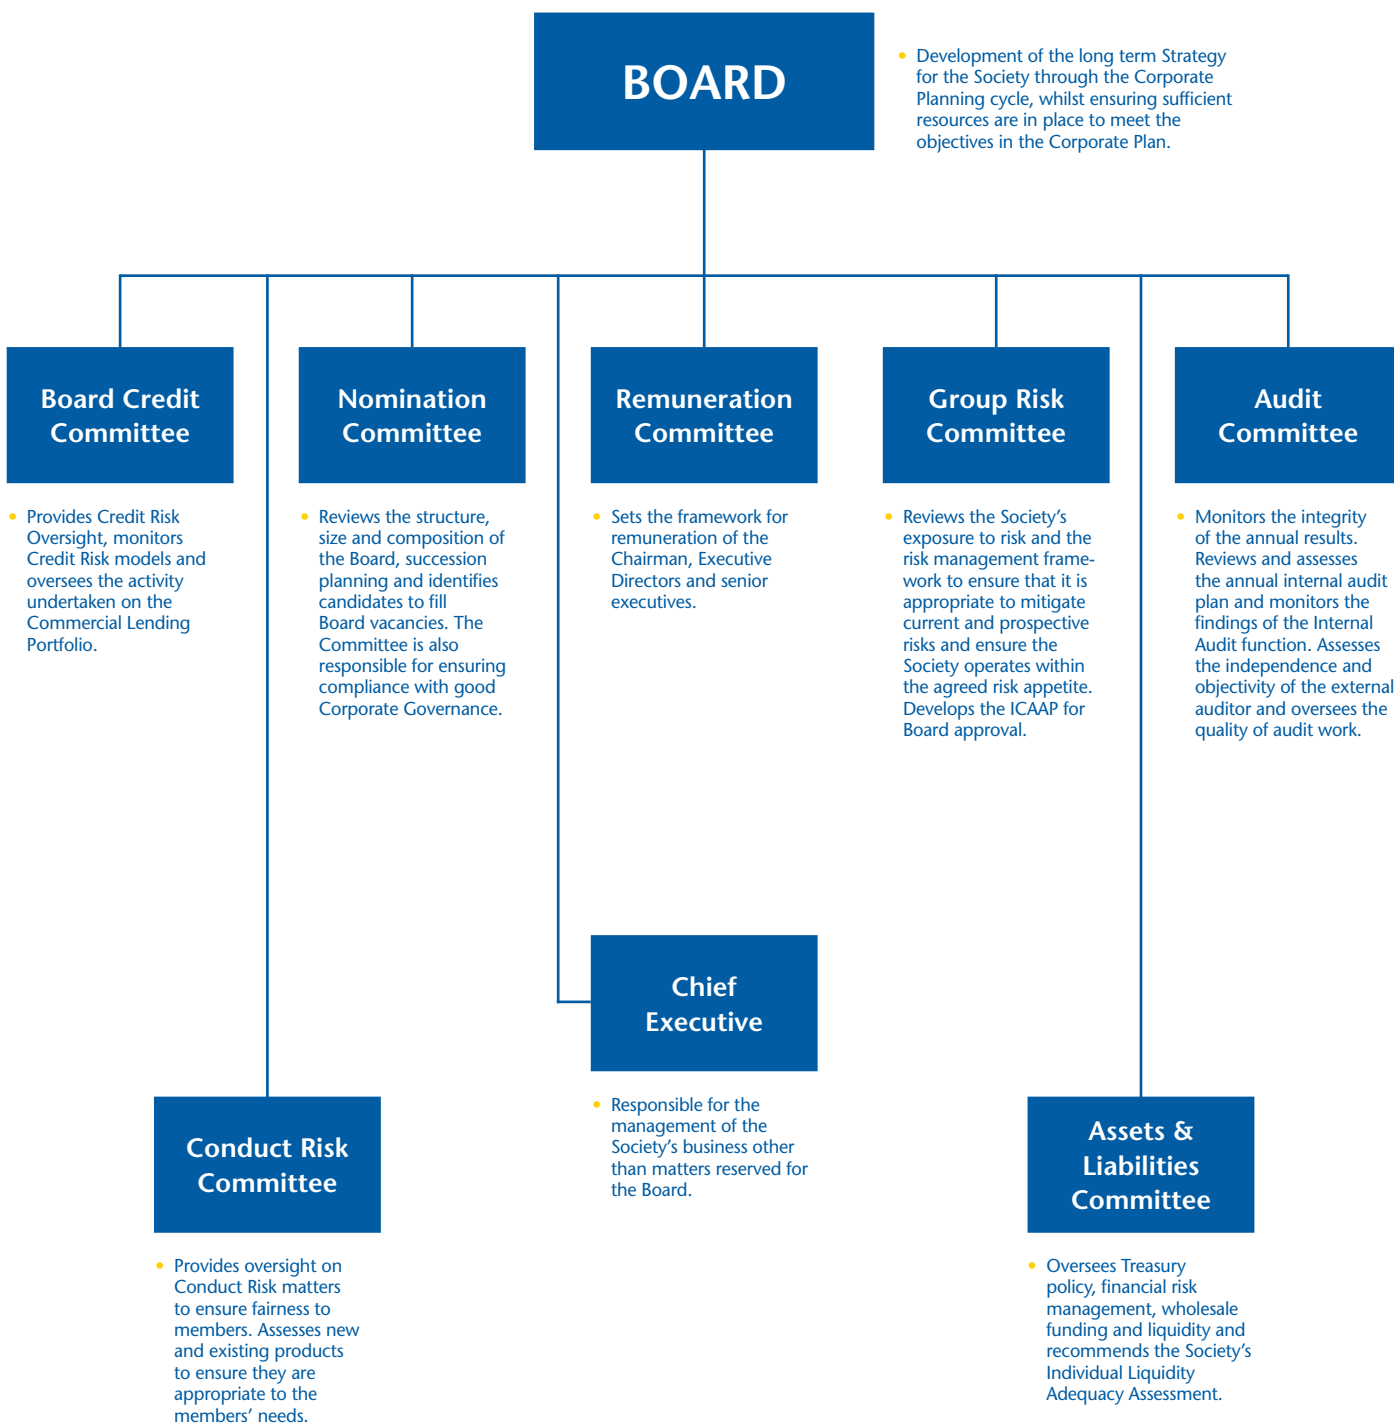 BOARD
• Development of the long term Strategy
for the Society through the Corporate
Planning cycle, whilst ensuring sufficient
resources are in place to meet the
objectives in the Corporate Plan.
Board Credit
Committee
• Provides Credit Risk
Oversight, monitors
Credit Risk models and
oversees the activity
undertaken on the
Commercial Lending
Portfolio.
Nomination
Committee
• Reviews the structure,
size and composition of
the Board, succession
planning and identifies
candidates to fill
Board vacancies. The
Committee is also
responsible for ensuring
compliance with good
Corporate Governance.
Remuneration
Committee
• Sets the framework for
remuneration of the
Chairman, Executive
Directors and senior
executives.
Group Risk
Committee
• Reviews the Society's
exposure to risk and the
risk management frame-
work to ensure that it is
appropriate to mitigate
current and prospective
risks and ensure the
Society operates within
the agreed risk appetite.
Develops the ICAAP for
Board approval.
Audit
Committee
• Monitors the integrity
of the annual results.
Reviews and assesses
the annual internal audit
plan and monitors the
findings of the Internal
Audit function. Assesses
the independence and
objectivity of the external
auditor and oversees the
quality of audit work.
Chief
Executive
• Responsible for the
management of the
Society's business other
than matters reserved for
the Board.
Conduct Risk
Committee
• Provides oversight on
Conduct Risk matters
to ensure fairness to
members. Assesses new
and existing products
to ensure they are
appropriate to the
members' needs.
Assets &
Liabilities
Committee
• Oversees Treasury
policy, financial risk
management, wholesale
funding and liquidity and
recommends the Society's
Individual Liquidity
Adequacy Assessment.